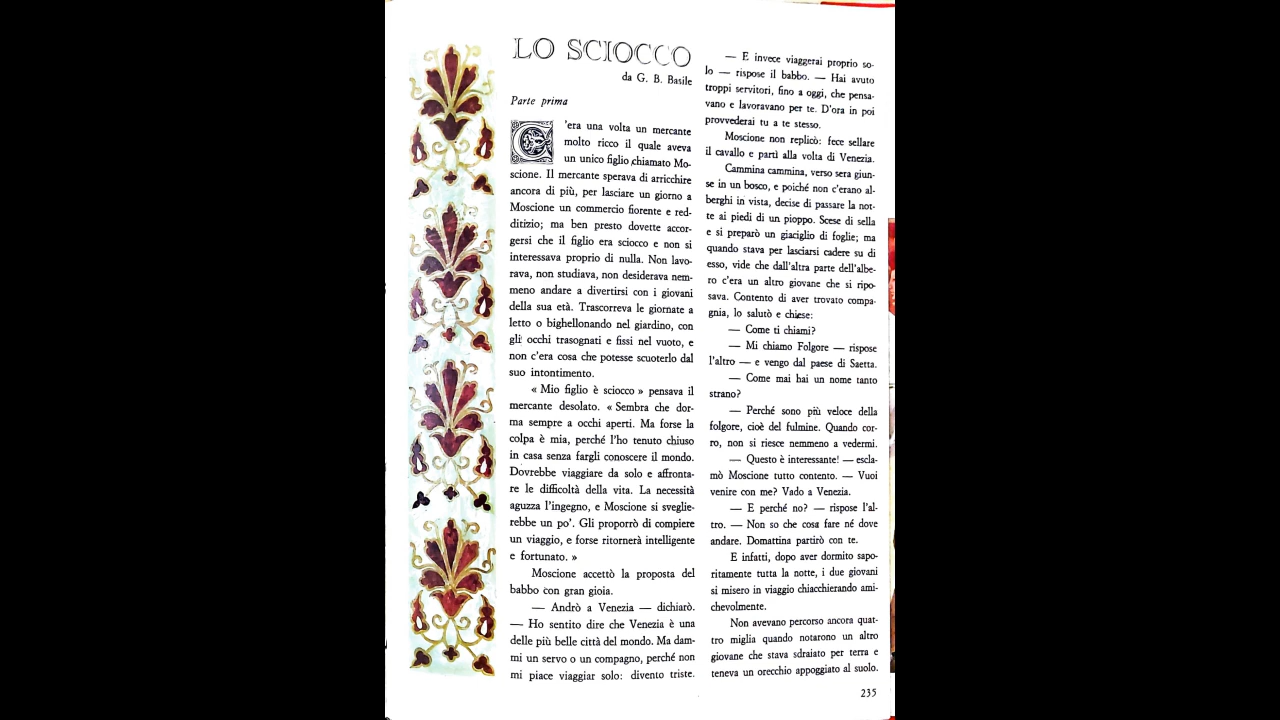 LO SCIOCCO
da G. B. Basile
Parte prima
C'era una volta un mercante
molto ricco il quale aveva
un unico figlio chiamato Mo-
scione. Il mercante sperava di arricchire
ancora di più, per lasciare un giorno a
Moscione un commercio fiorente e red-
ditizio; ma ben presto dovette accor-
gersi che il figlio era sciocco e non si
interessava proprio di nulla. Non lavo-
rava, non studiava, non desiderava nem-
meno andare a divertirsi con i giovani
della sua età. Trascorreva le giornate a
letto o bighellonando nel giardino, con
gli occhi trasognati e fissi nel vuoto, e
non c'era cosa che potesse scuoterlo dal
suo intontimento.
« Mio figlio è sciocco » pensava il
mercante desolato. « Sembra che dor-
ma sempre a occhi aperti. Ma forse la
colpa è mia, perché l'ho tenuto chiuso
in casa senza fargli conoscere il mondo.
Dovrebbe viaggiare da solo e affronta-
re le difficoltà della vita. La necessità
aguzza l'ingegno, e Moscione si sveglie-
rebbe un po'. Gli proporrò di compiere
un viaggio, e forse ritornerà intelligente
e fortunato. »
Moscione accettò la proposta del
babbo con gran gioia.
— Andrò a Venezia — dichiarò.
— Ho sentito dire che Venezia è una
delle più belle città del mondo. Ma dam-
mi un servo o un compagno, perché non
mi piace viaggiar solo: divento triste.
— E invece viaggerai proprio so-
lo — rispose il babbo. — Hai avuto
troppi servitori, fino a oggi, che pensa-
vano e lavoravano per te. D'ora in poi
provvederai tu a te stesso.
Moscione non replicò: fece sellare
il cavallo e partì alla volta di Venezia.
Cammina cammina, verso sera giun-
se in un bosco, e poiché non c'erano al-
berghi in vista, decise di passare la not-
te ai piedi di un pioppo. Scese di sella
e si preparò un giaciglio di foglie; ma
quando stava per lasciarsi cadere su di
esso, vide che dall'altra parte dell'albe-
ro c'era un altro giovane che si ripo-
sava. Contento di aver trovato compa-
gnia, lo salutò e chiese:
— Come ti chiami?
— Mi chiamo Folgore — rispose
l'altro — e vengo dal paese di Saetta.
— Come mai hai un nome tanto
strano?
— Perché sono più veloce della
folgore, cioè del fulmine. Quando cor-
ro, non si riesce nemmeno a vedermi.
— Questo è interessante! — escla-
mò Moscione tutto contento. — Vuoi
venire con me? Vado a Venezia.
— E perché no? — rispose l'al-
tro. — Non so che cosa fare né dove
andare. Domattina partirò con te.
E infatti, dopo aver dormito sapo-
ritamente tutta la notte, i due giovani
si misero in viaggio chiacchierando ami-
chevolmente.
Non avevano percorso ancora quat-
tro miglia quando notarono un altro
giovane che stava sdraiato per terra e
teneva un orecchio appoggiato al suolo.
235